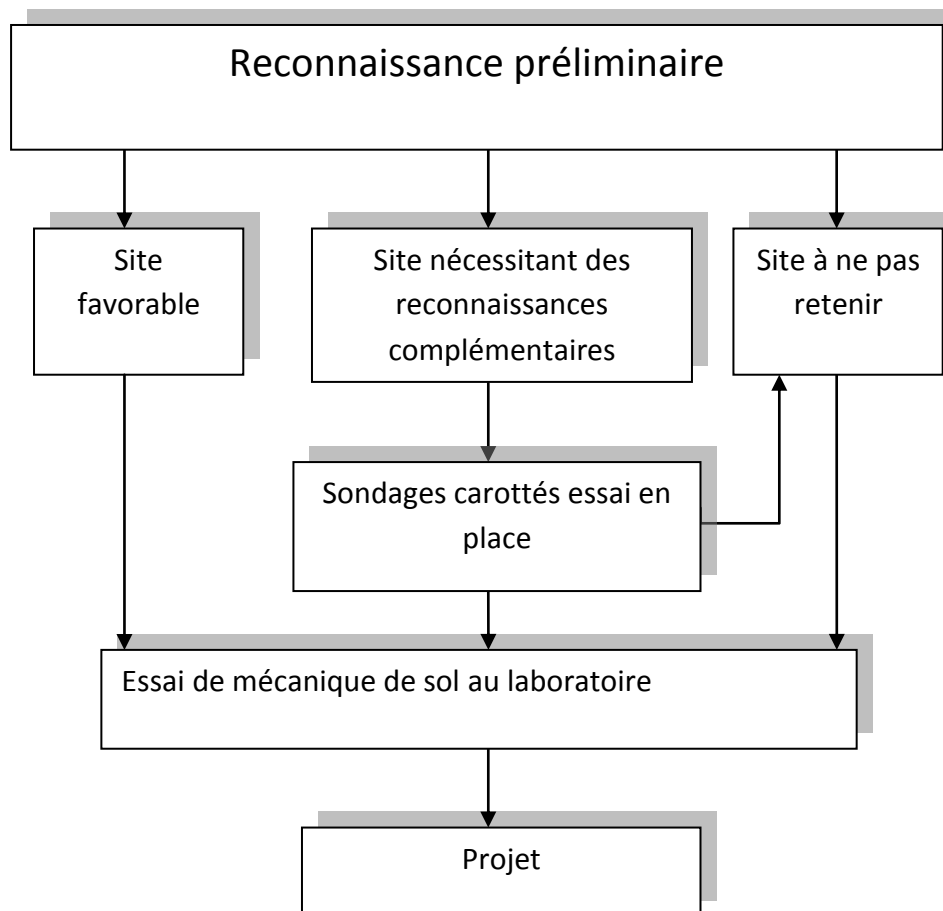 Reconnaissance préliminaire
Site
favorable
Site nécessitant des
reconnaissances
complémentaires
Site à ne pas
retenir
Sondages carottés essai en
place
Essai de mécanique de sol au laboratoire
Projet